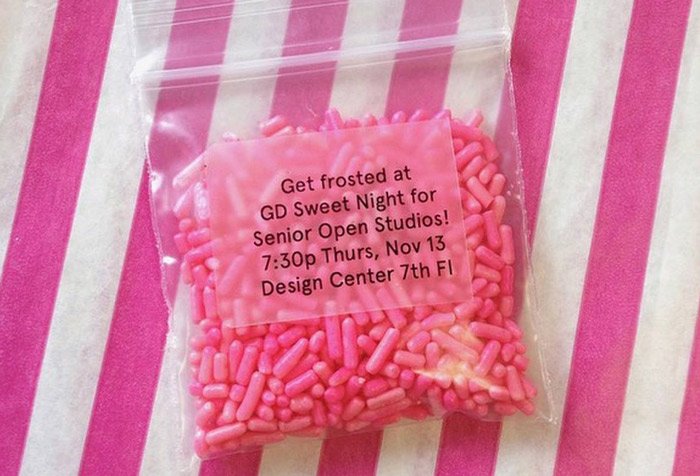 Get frosted at
GD Sweet Night for
Senior Open Studios!
7:30p Thurs, Nov 13
Design Center 7th Fl